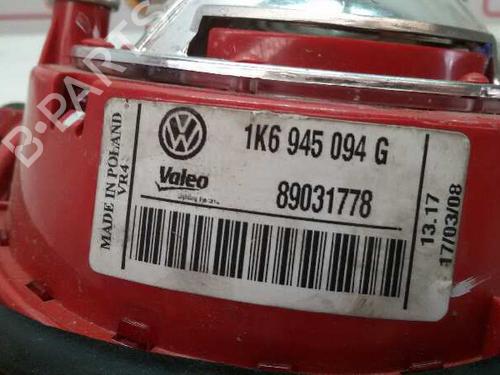 B-PARTS
MADE IN POLAND
VR4
1K6 945 094 G
Valeo
89031778
13.17
17/03/08